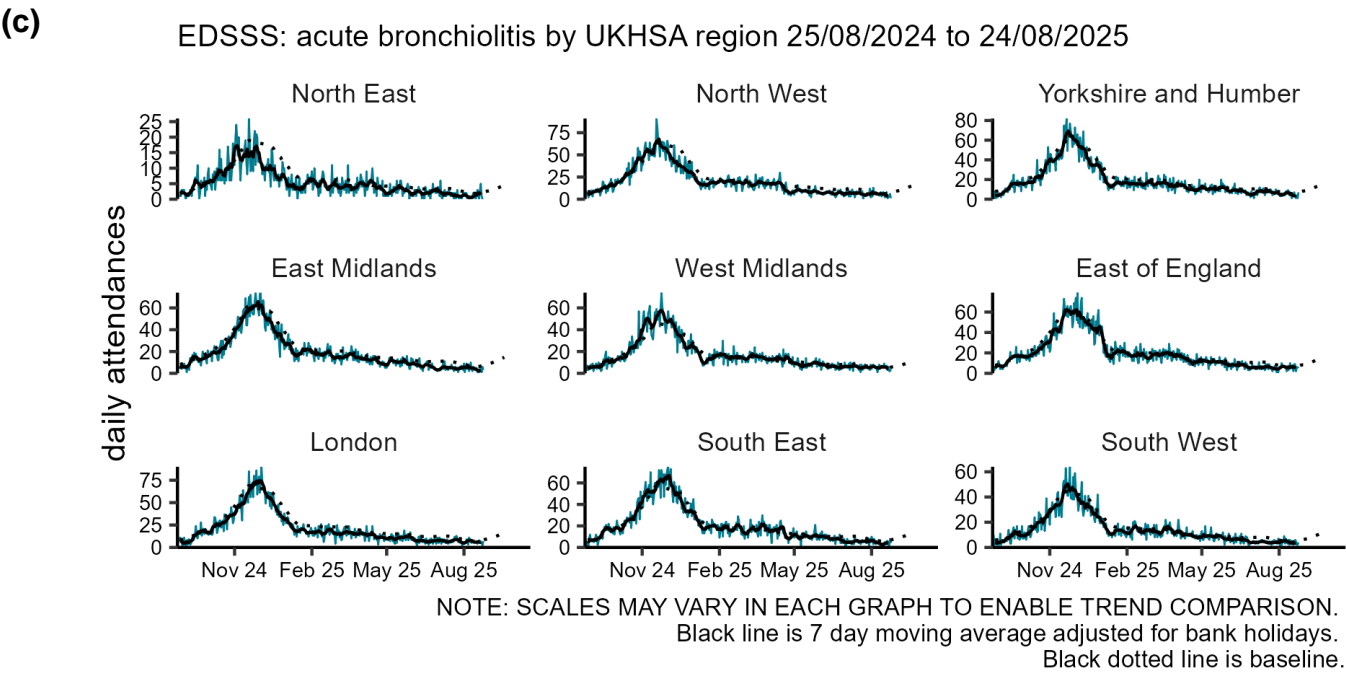 (c)
EDSSS: acute bronchiolitis by UKHSA region 25/08/2024 to 24/08/2025
daily attendances
North East
25
20
15
10
5
0
North West
75
50
25
0
Yorkshire and Humber
80
60
40
20
0
East Midlands
60
40
20
0
West Midlands
60
40
20
0
East of England
60
40
20
0
London
75
50
25
0
Nov 24 Feb 25 May 25 Aug 25
South East
60
40
20
0
Nov 24 Feb 25 May 25 Aug 25
South West
60
40
20
0
Nov 24 Feb 25 May 25 Aug 25
NOTE: SCALES MAY VARY IN EACH GRAPH TO ENABLE TREND COMPARISON.
Black line is 7 day moving average adjusted for bank holidays.
Black dotted line is baseline.